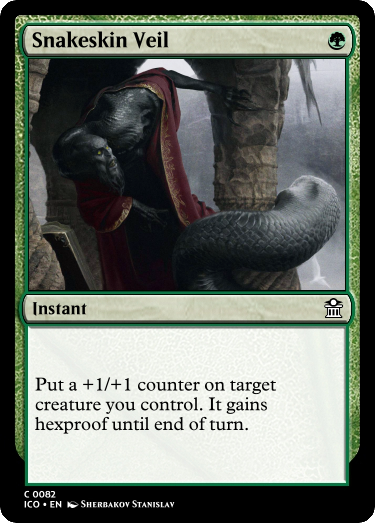 Snakeskin Veil
Instant
Put a +1/+1 counter on target
creature you control. It gains
hexproof until end of turn.
C 0082
ICO • EN Sherbakov Stanislav